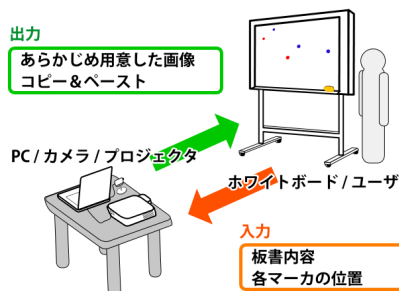 出力
あらかじめ用意した画像
コピー＆ペースト
PC / カメラ / プロジェクタ
ホワイトボード / ユーザ
入力
板書内容
各マーカの位置